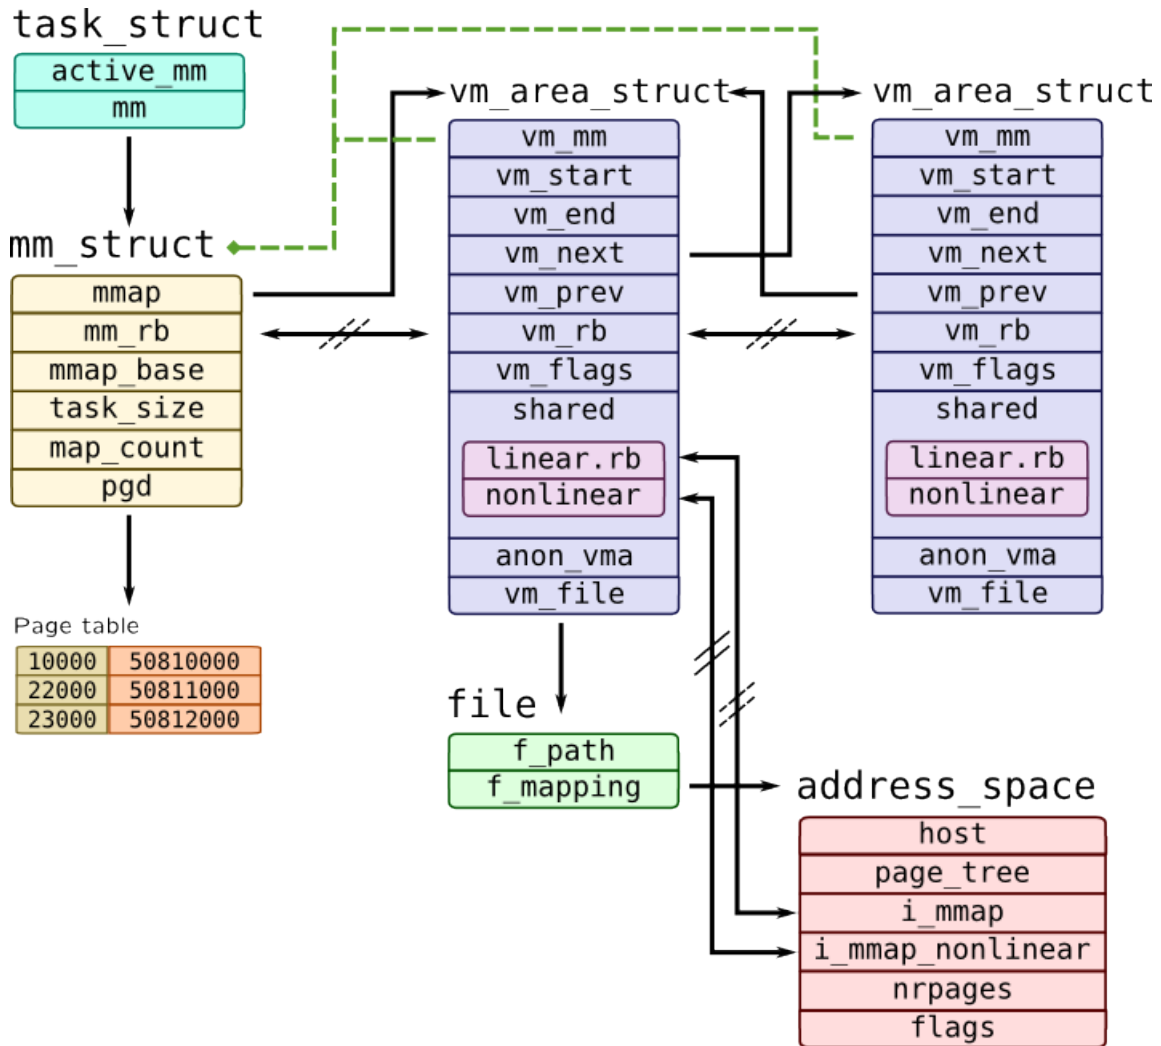 task_struct
active_mm
mm
mm_struct
mmap
mm_rb
mmap_base
task_size
map_count
pgd
Page table
10000 50810000
22000 50811000
23000 50812000
vm_area_struct
vm_mm
vm_start
vm_end
vm_next
vm_prev
vm_rb
vm_flags
shared
linear.rb
nonlinear
anon_vma
vm_file
file
f_path
f_mapping
vm_area_struct
vm_mm
vm_start
vm_end
vm_next
vm_prev
vm_rb
vm_flags
shared
linear.rb
nonlinear
anon_vma
vm_file
address_space
host
page_tree
i_mmap
i_mmap_nonlinear
nrpages
flags